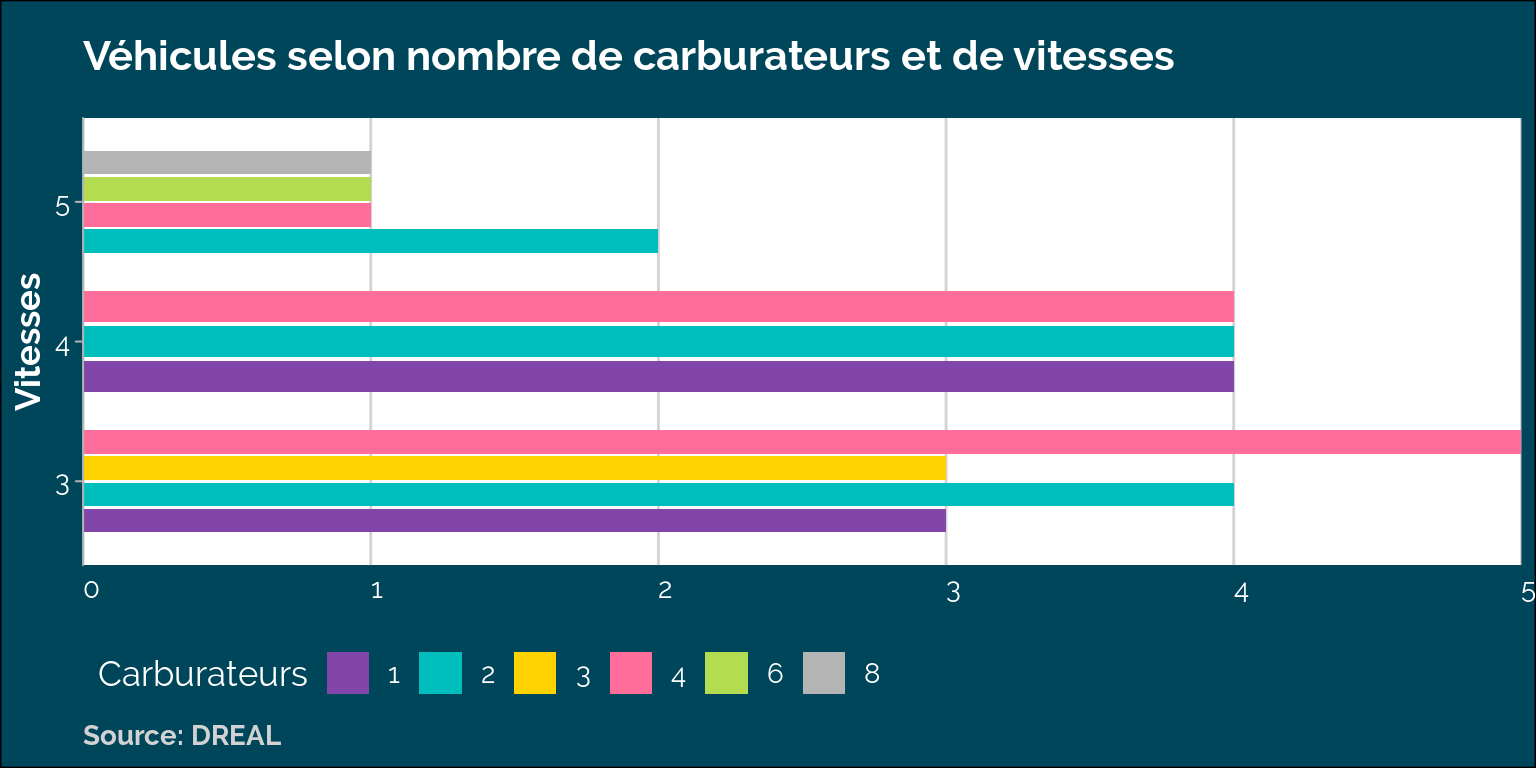 Véhicules selon nombre de carburateurs et de vitesses
Vitesses
5
4
3
0 1 2 3 4 5
Carburateurs 1 2 3 4 6 8
Source: DREAL